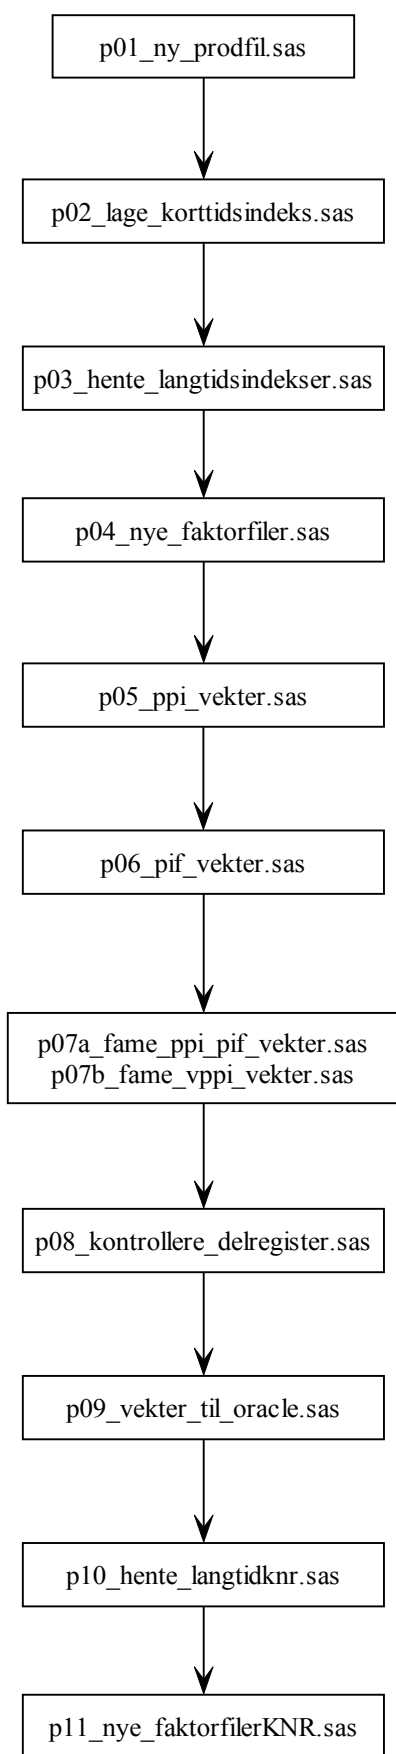 p01_ny_prodfil.sas
p02_lage_korttidsindeks.sas
p03_hente_langtidsindekser.sas
p04_nye_faktorfiler.sas
p05_ppi_vekter.sas
p06_pif_vekter.sas
p07a_fame_ppi_pif_vekter.sas
p07b_fame_vppi_vekter.sas
p08_kontrollere_delregister.sas
p09_vekter_til_oracle.sas
p10_hente_langtidknr.sas
p11_nye_faktorfilerKNR.sas